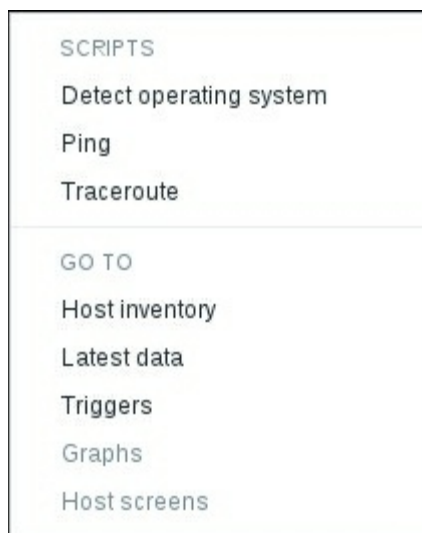 SCRIPTS
Detect operating system
Ping
Traceroute
GO TO
Host inventory
Latest data
Triggers
Graphs
Host screens